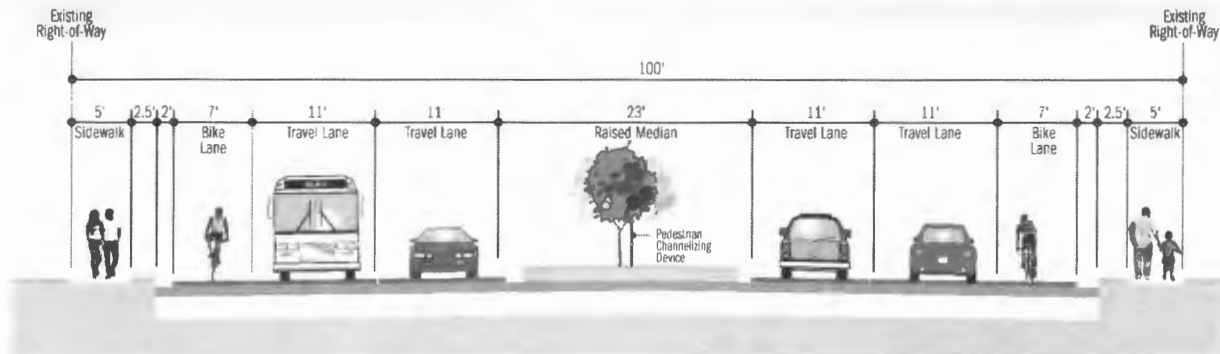 Existing
Right-of-Way
Existing
Right-of-Way
100'
5' 2.5' 2' 7' 11' 11' 23' 11' 11' 7' 2' 2.5' 5'
Sidewalk Bike Travel Lane Travel Lane Raised Median Travel Lane Travel Lane Bike Sidewalk
Lane Lane
Pedestrian
Channelizing
Device